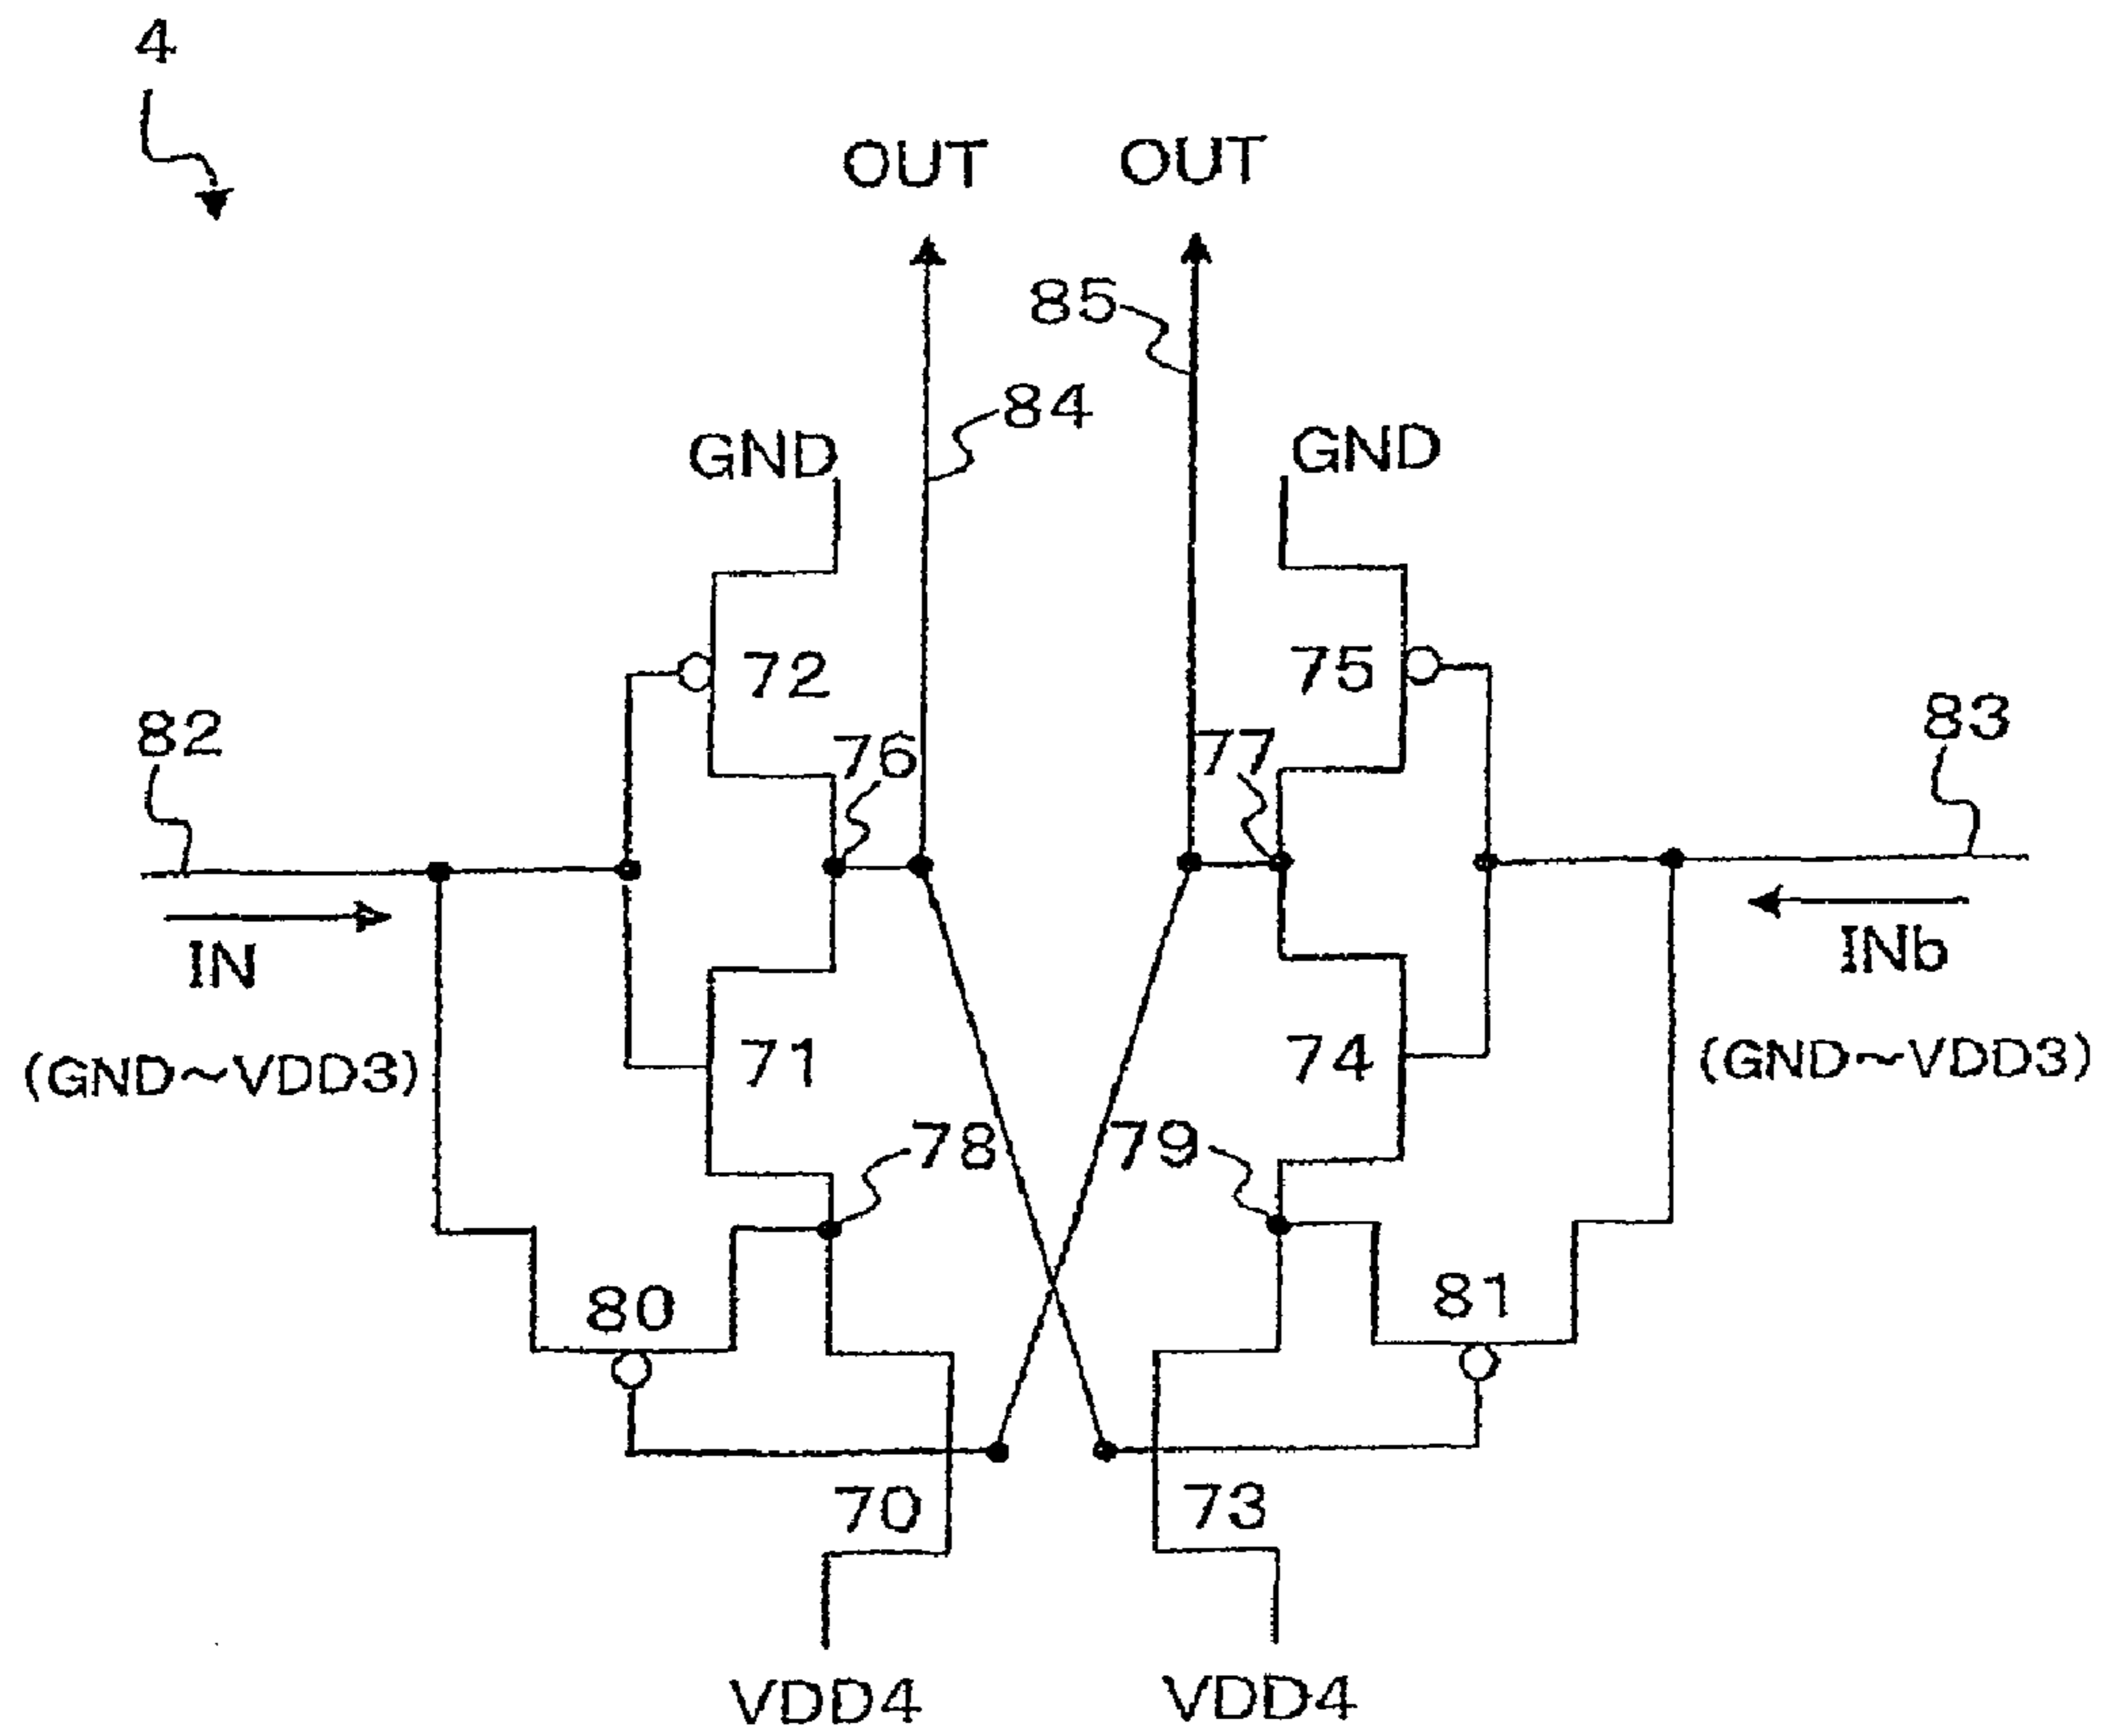 4
OUT OUT
85
84
GND GND
72 75
82 76 77 83
IN INb
(GND~VDD3) 71 74 (GND~VDD3)
78 79
80 81
70 73
VDD4 VDD4